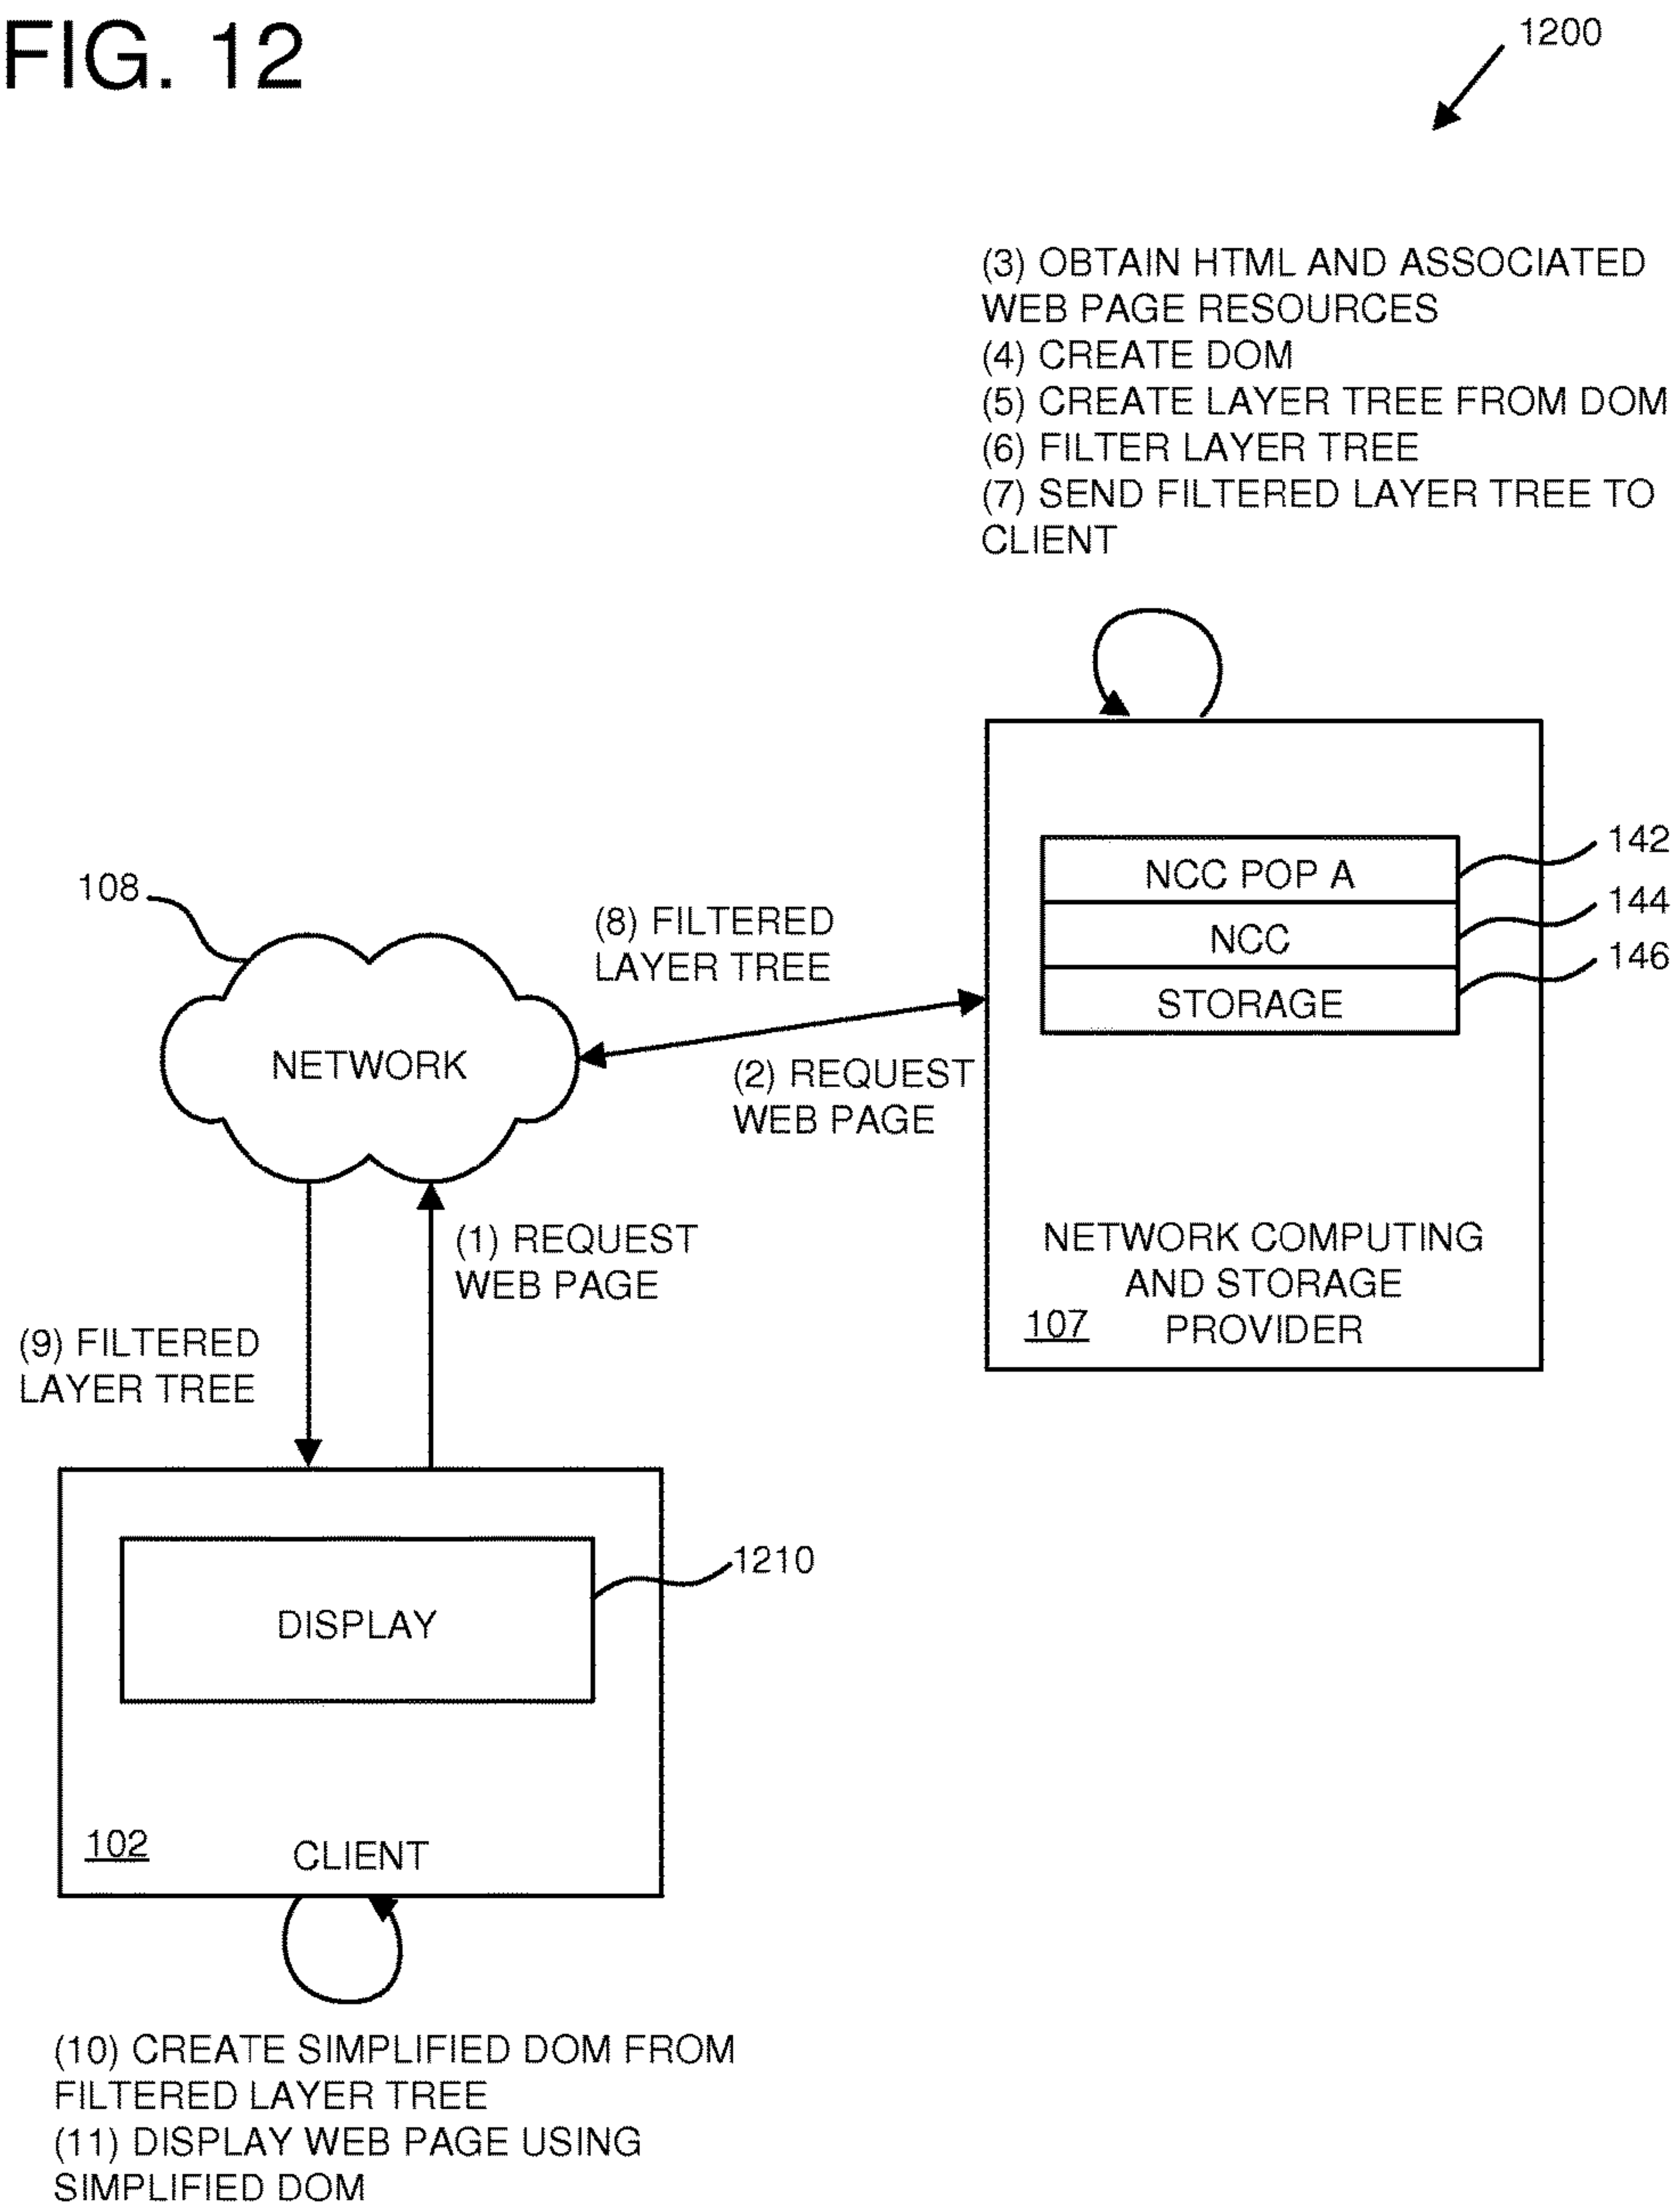 FIG. 12
1200
(3) OBTAIN HTML AND ASSOCIATED
WEB PAGE RESOURCES
(4) CREATE DOM
(5) CREATE LAYER TREE FROM DOM
(6) FILTER LAYER TREE
(7) SEND FILTERED LAYER TREE TO
CLIENT
142
NCC POP A
144
NCC
146
STORAGE
NETWORK COMPUTING
AND STORAGE
PROVIDER
107
108
NETWORK
(8) FILTERED
LAYER TREE
(2) REQUEST
WEB PAGE
(1) REQUEST
WEB PAGE
(9) FILTERED
LAYER TREE
1210
DISPLAY
102
CLIENT
(10) CREATE SIMPLIFIED DOM FROM
FILTERED LAYER TREE
(11) DISPLAY WEB PAGE USING
SIMPLIFIED DOM